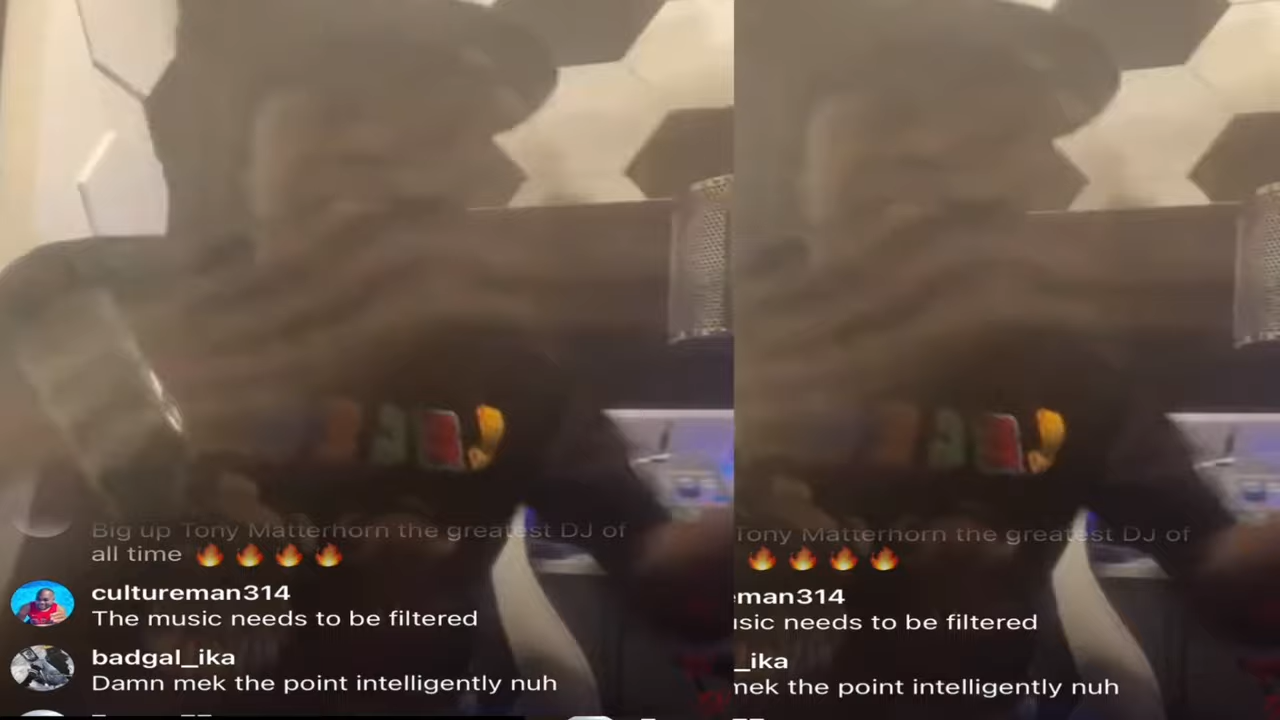 Big up Tony Matterhorn the greatest DJ of
all time 🔥 🔥 🔥 🔥
cultureman314
The music needs to be filtered
badgal_ika
Damn mek the point intelligently nuh
Tony Matterhorn the greatest DJ of
🔥 🔥 🔥 🔥
eman314
usic needs to be filtered
_ika
mek the point intelligently nuh